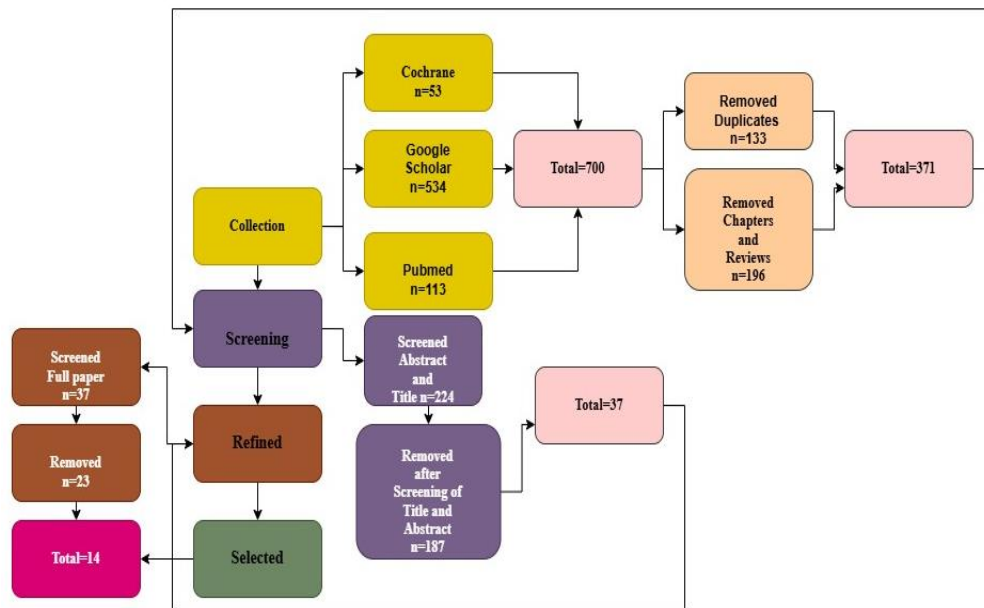 Cochrane
n=53
Google
Scholar
n=534
Pubmed
n=113
Collection
Total=700
Removed
Duplicates
n=133
Removed
Chapters
and
Reviews
n=196
Total=371
Screening
Screened
Abstract
and
Title n=224
Removed
after
Screening of
Title and
Abstract
n=187
Total=37
Refined
Screened
Full paper
n=37
Removed
n=23
Selected
Total=14